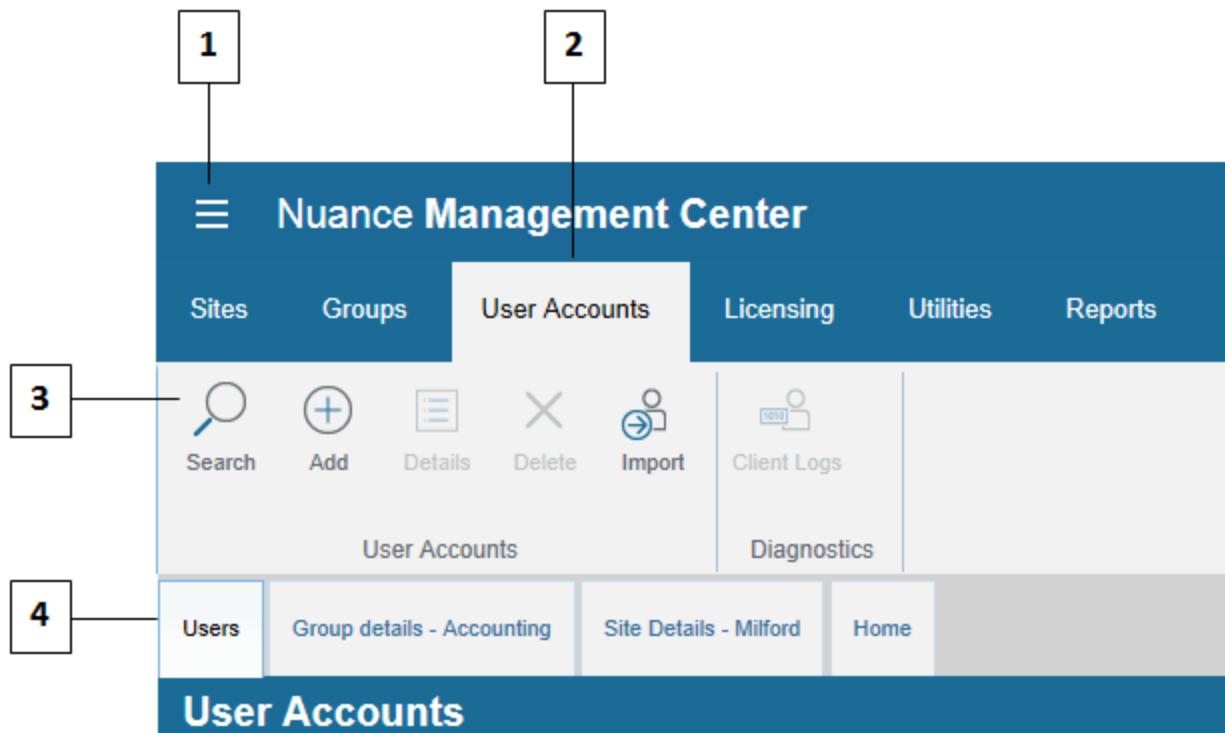 1 2
Nuance Management Center
Sites Groups User Accounts Licensing Utilities Reports
3
Search Add Details Delete Import 1010 Client Logs
User Accounts Diagnostics
4
Users Group details - Accounting Site Details - Milford Home
User Accounts